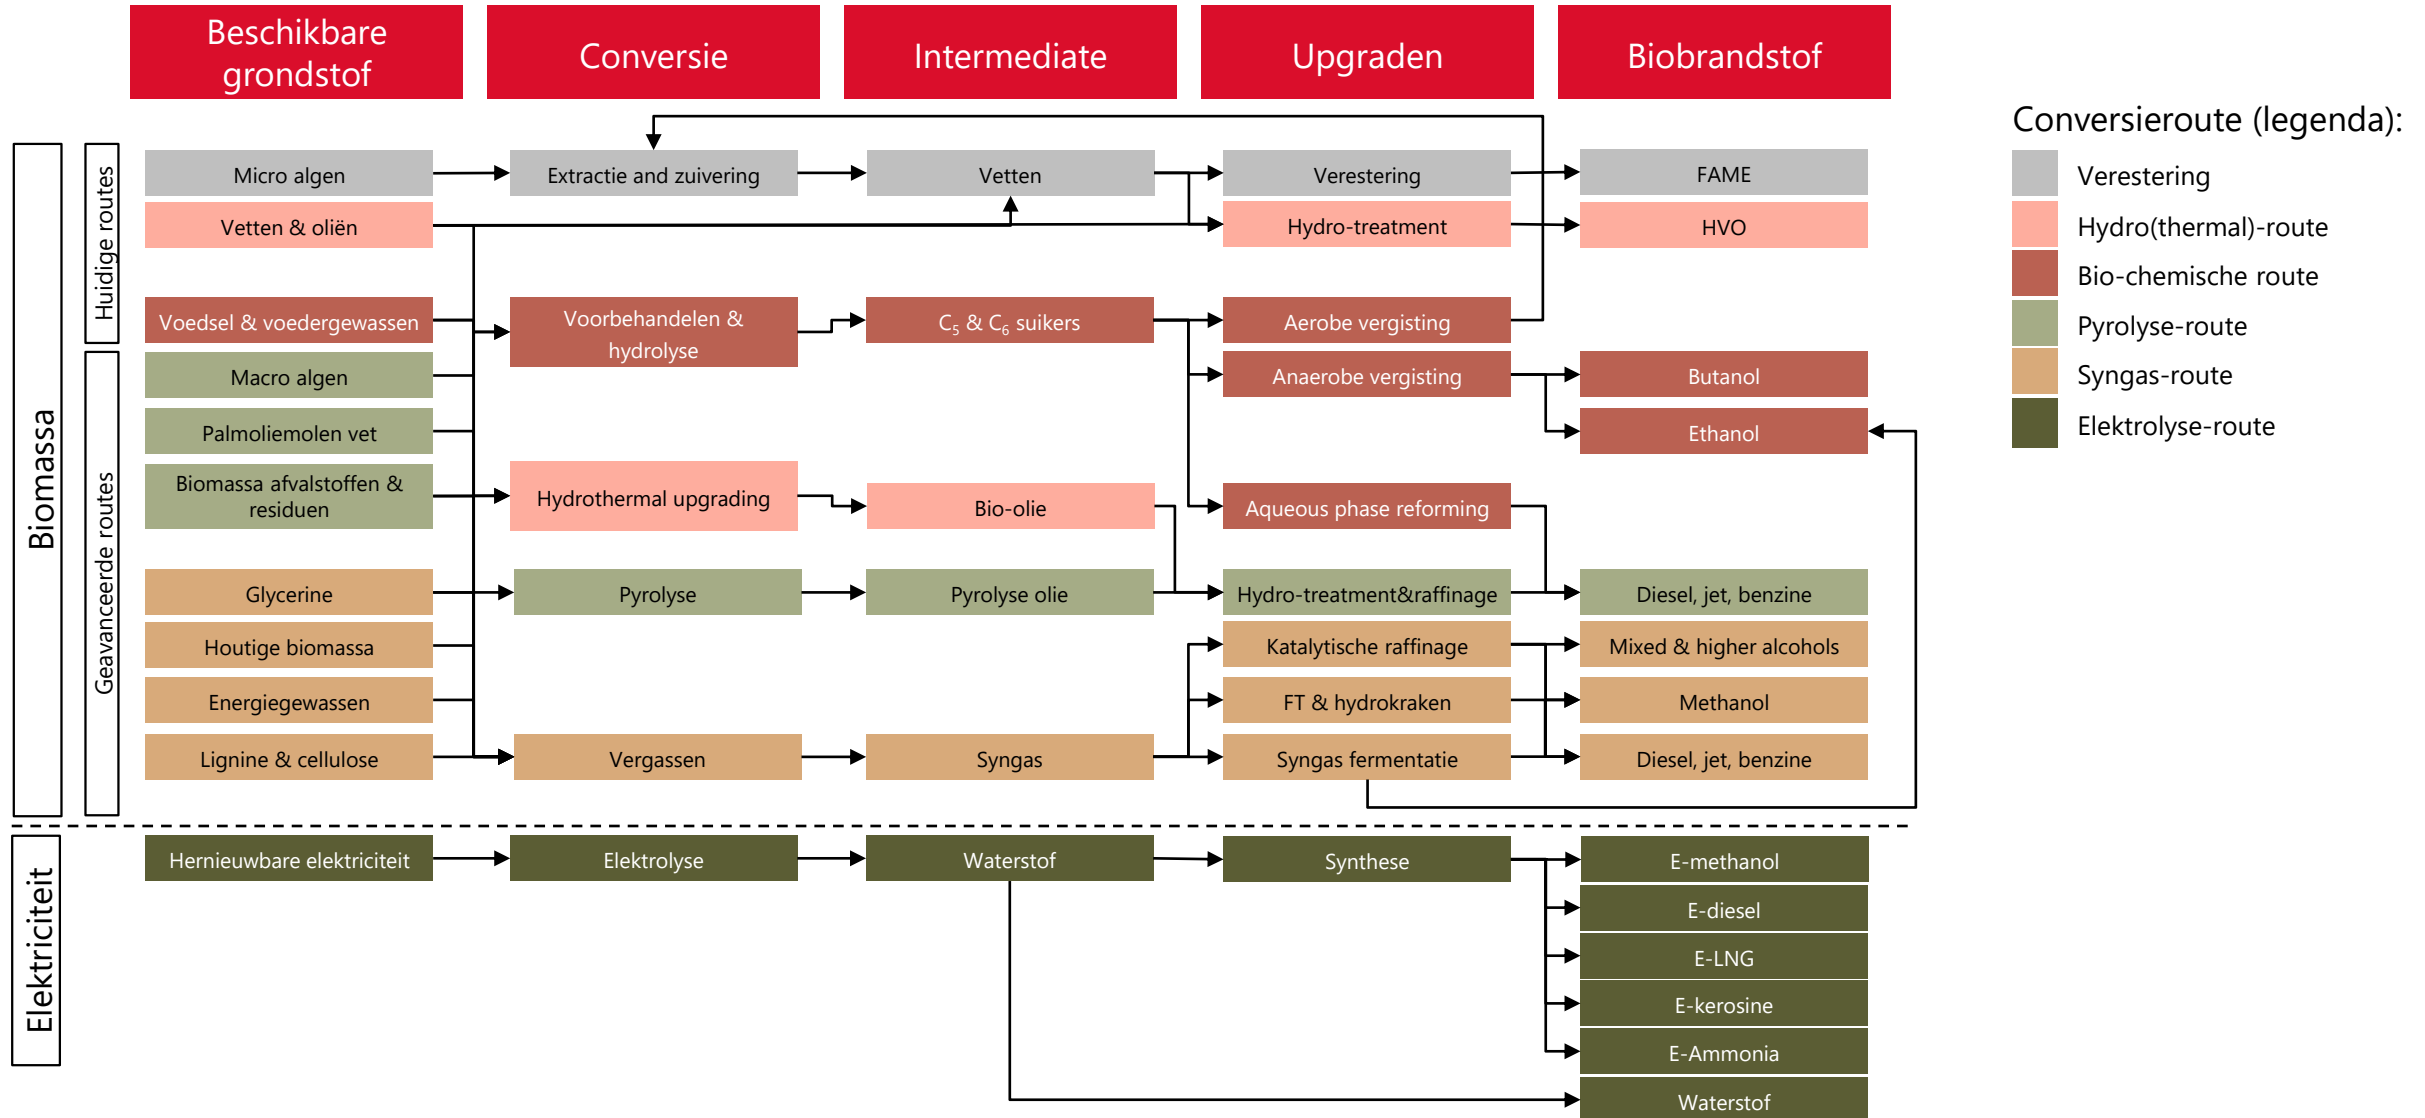 Beschikbare
grondstof
Conversie
Intermediate
Upgraden
Biobrandstof
Conversieroute (legenda):
Verestering
Hydro(thermal)-route
Bio-chemische route
Pyrolyse-route
Syngas-route
Elektrolyse-route
Biomassa
Huidige routes
Geavanceerde routes
Micro algen
Extractie and zuivering
Vetten
Verestering
FAME
Vetten & oliën
Hydro-treatment
HVO
Voedsel & voedergewassen
Voorbehandelen &
hydrolyse
C₅ & C₆ suikers
Aerobe vergisting
Macro algen
Anaerobe vergisting
Butanol
Palmoliemolen vet
Ethanol
Biomassa afvalstoffen &
residuen
Hydrothermal upgrading
Bio-olie
Aqueous phase reforming
Glycerine
Pyrolyse
Pyrolyse olie
Hydro-treatment&raffinage
Diesel, jet, benzine
Houtige biomassa
Katalytische raffinage
Mixed & higher alcohols
Energiegewassen
FT & hydrokraken
Methanol
Lignine & cellulose
Vergassen
Syngas
Syngas fermentatie
Diesel, jet, benzine
Elektriciteit
Hernieuwbare elektriciteit
Elektrolyse
Waterstof
Synthese
E-methanol
E-diesel
E-LNG
E-kerosine
E-Ammonia
Waterstof